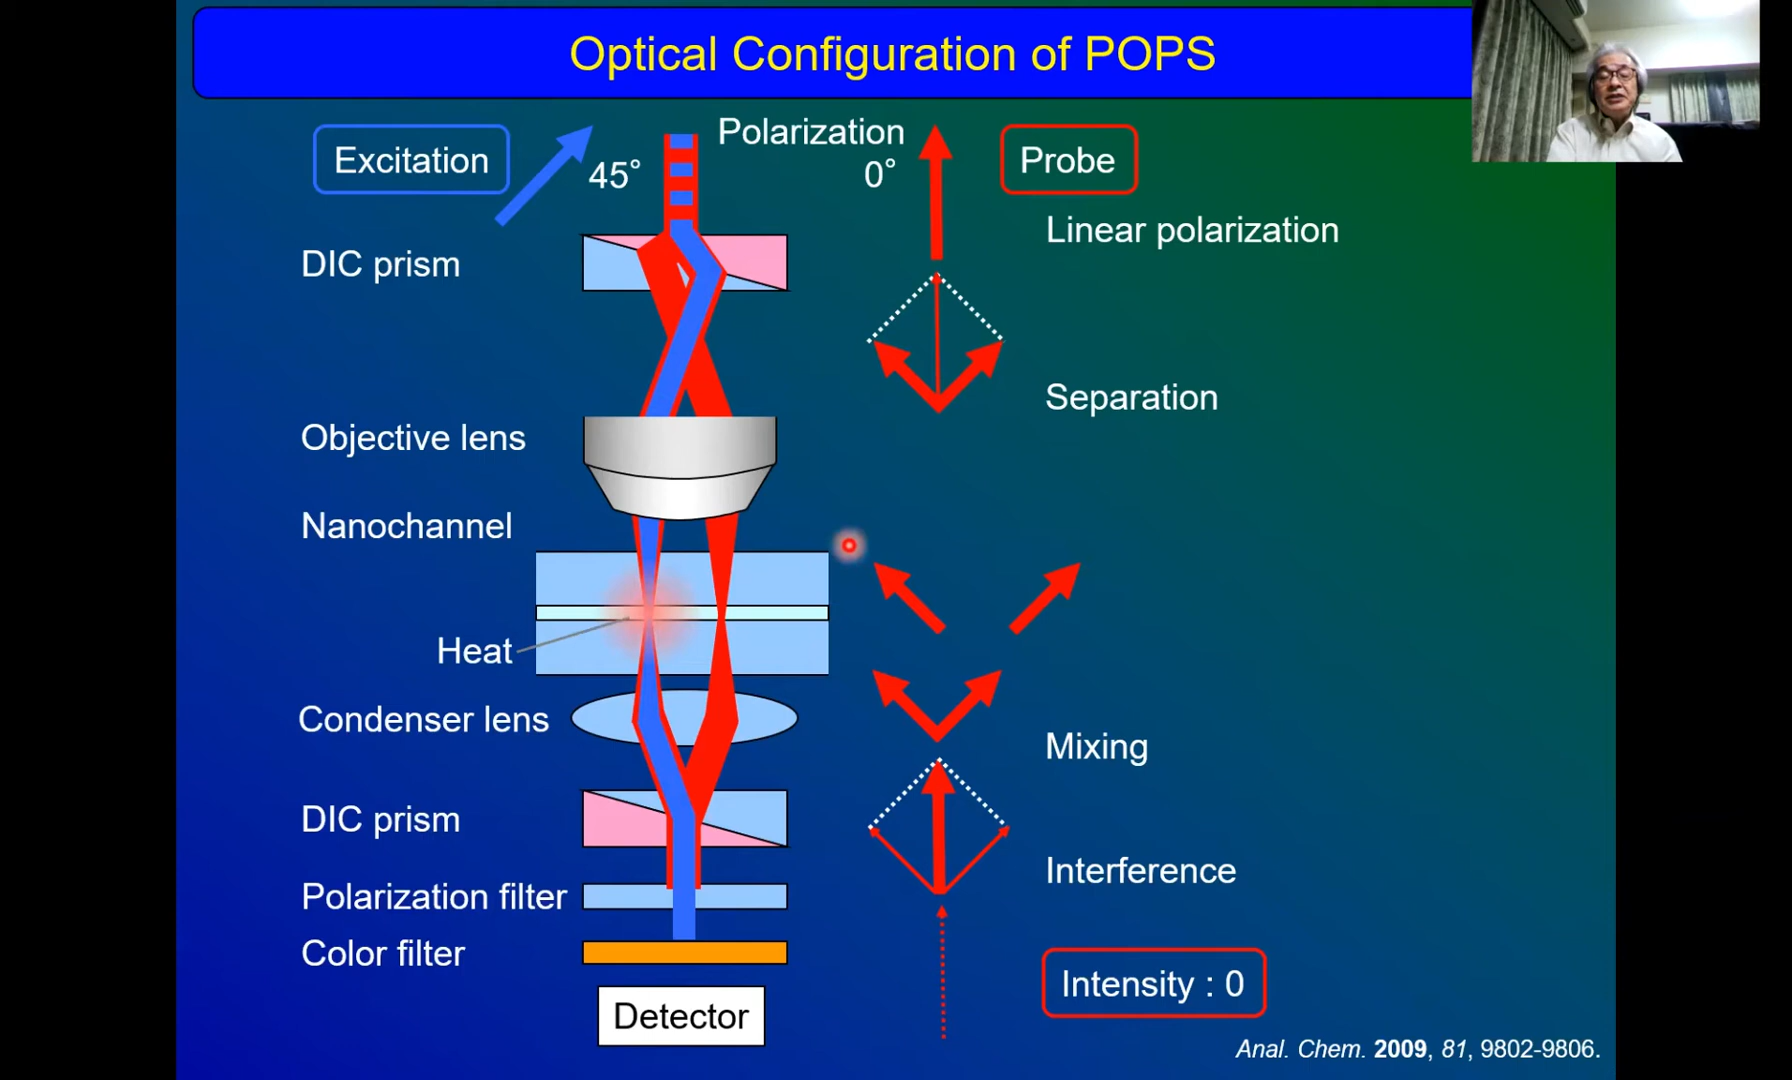 Optical Configuration of POPS
Excitation
45°
Polarization
0°
Probe
Linear polarization
DIC prism
Separation
Objective lens
Nanochannel
Heat
Condenser lens
Mixing
DIC prism
Interference
Polarization filter
Color filter
Intensity : 0
Detector
Anal. Chem. 2009, 81, 9802-9806.